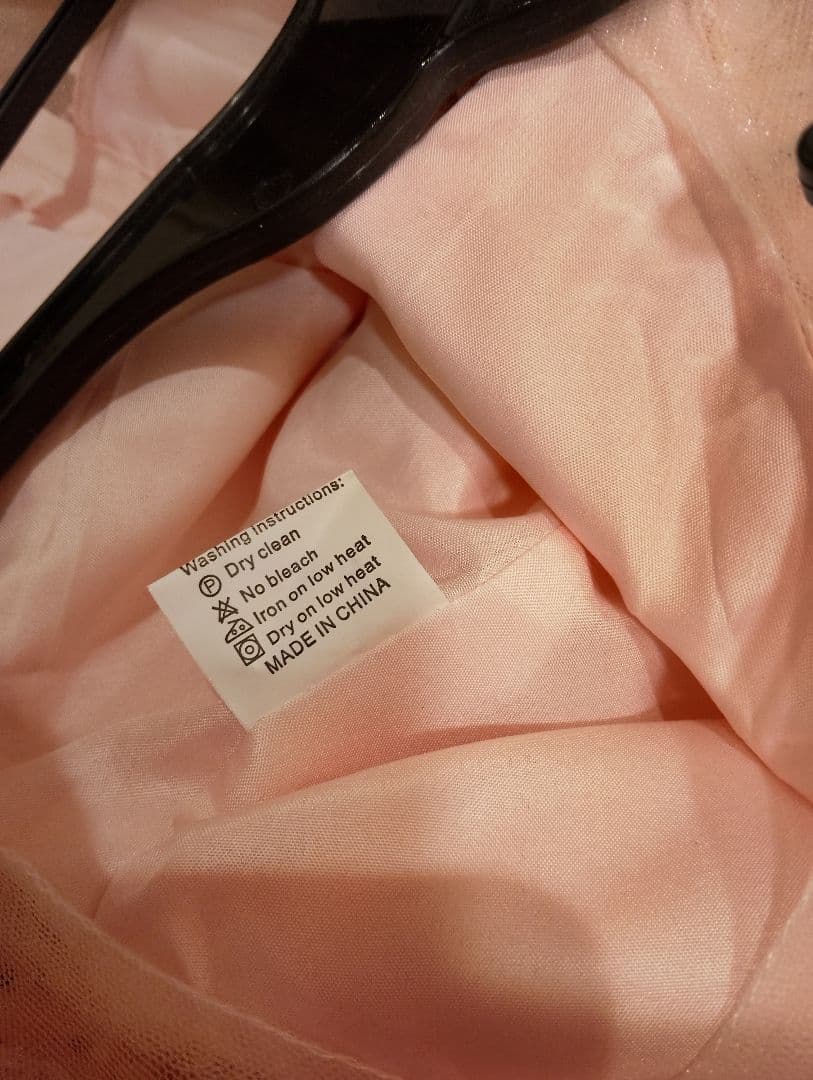 Washing Instructions:
P Dry clean
No bleach
Iron on low heat
Dry on low heat
MADE IN CHINA